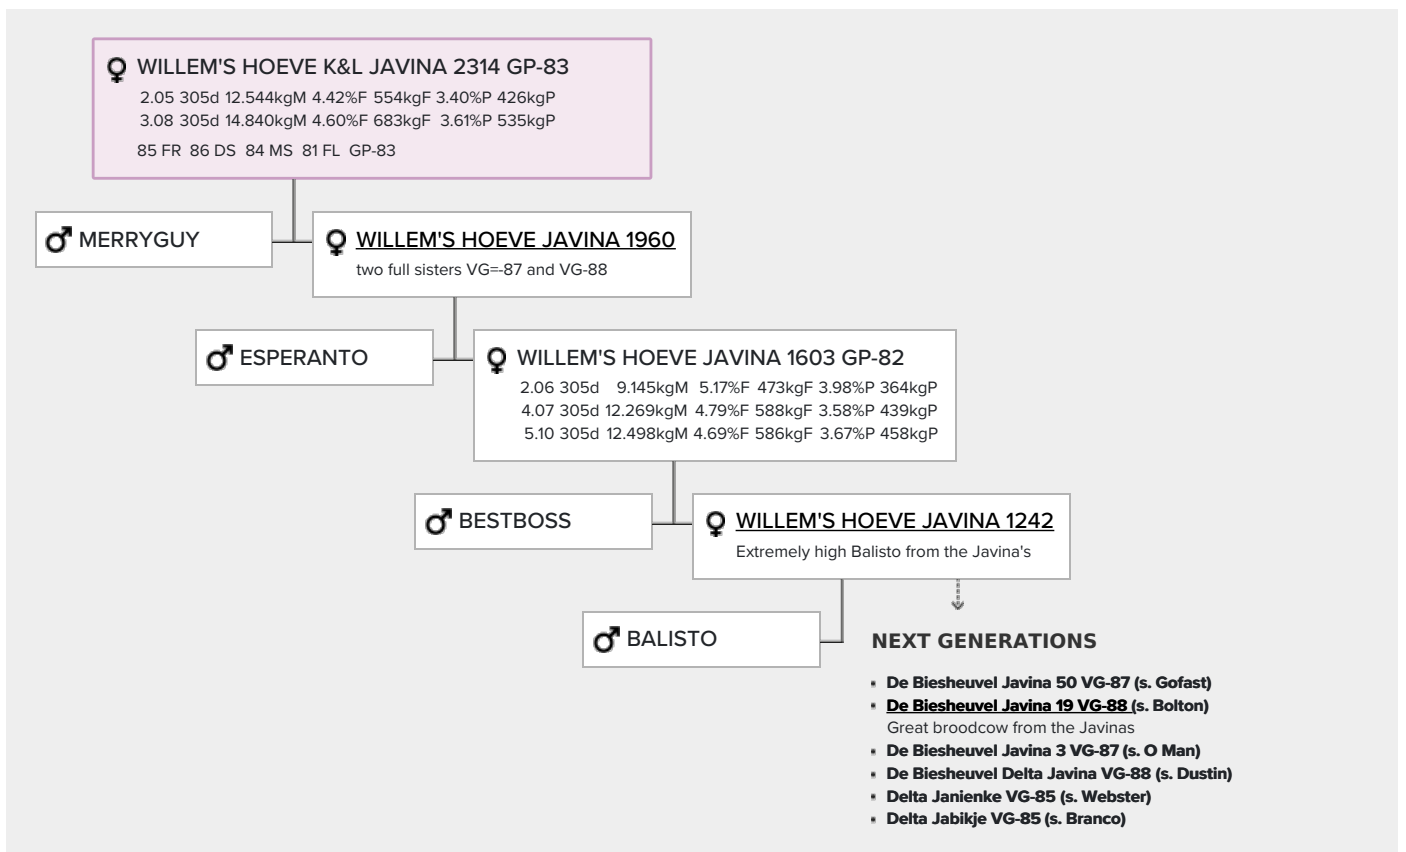 WILLEM'S HOEVE K&L JAVINA 2314 GP-83
2.05 305d 12.544kgM 4.42%F 554kgF 3.40%P 426kgP
3.08 305d 14.840kgM 4.60%F 683kgF 3.61%P 535kgP
85 FR 86 DS 84 MS 81 FL GP-83
MERRYGUY
WILLEM'S HOEVE JAVINA 1960
two full sisters VG=-87 and VG-88
ESPERANTO
WILLEM'S HOEVE JAVINA 1603 GP-82
2.06 305d 9.145kgM 5.17%F 473kgF 3.98%P 364kgP
4.07 305d 12.269kgM 4.79%F 588kgF 3.58%P 439kgP
5.10 305d 12.498kgM 4.69%F 586kgF 3.67%P 458kgP
BESTBOSS
WILLEM'S HOEVE JAVINA 1242
Extremely high Balisto from the Javina's
BALISTO
NEXT GENERATIONS
De Biesheuvel Javina 50 VG-87 (s. Gofast)
De Biesheuvel Javina 19 VG-88 (s. Bolton)
Great broodcow from the Javinas
De Biesheuvel Javina 3 VG-87 (s. O Man)
De Biesheuvel Delta Javina VG-88 (s. Dustin)
Delta Janienke VG-85 (s. Webster)
Delta Jabikje VG-85 (s. Branco)